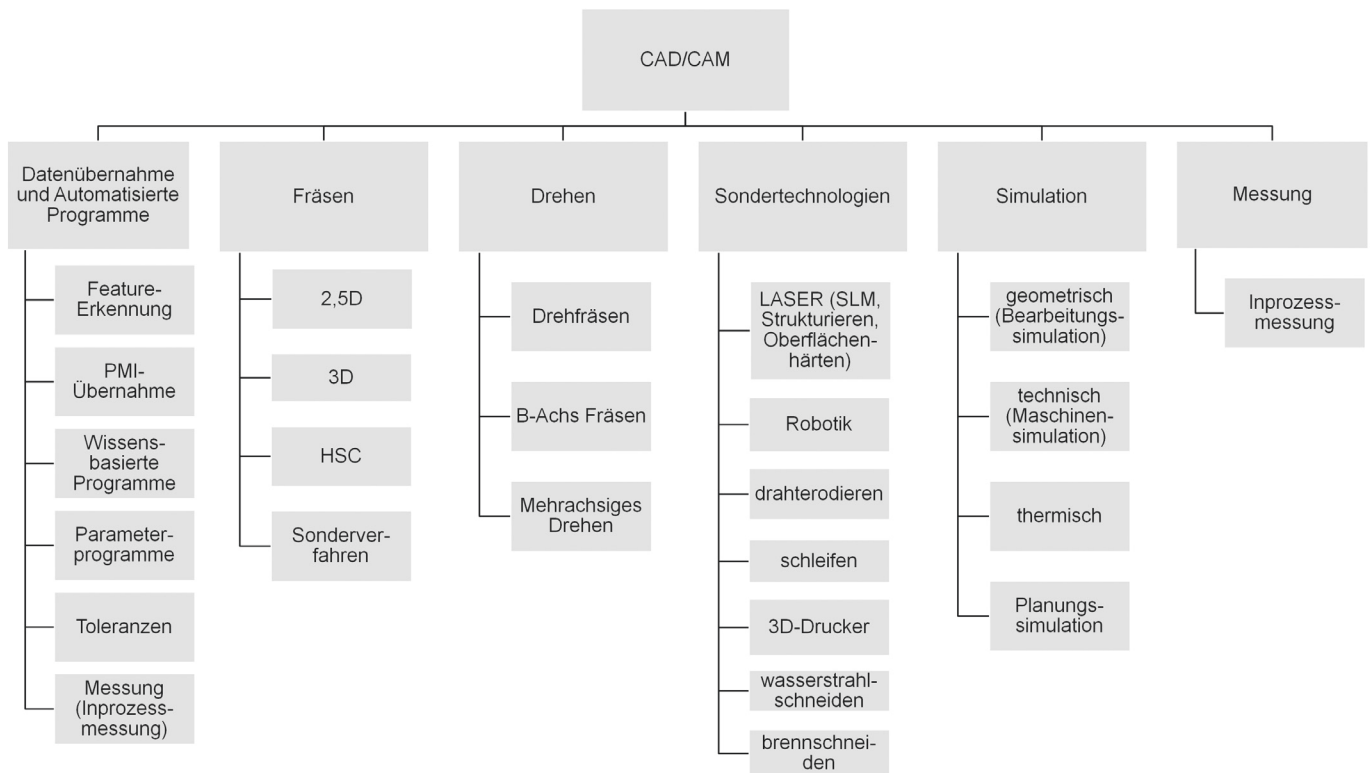 CAD/CAM
Datenübernahme
und Automatisierte
Programme
Feature-
Erkennung
PMI-
Übernahme
Wissens-
basierte
Programme
Parameter-
programme
Toleranzen
Messung
(Inprozess-
messung)
Fräsen
2,5D
3D
HSC
Sonderver-
fahren
Drehen
Drehfräsen
B-Achs Fräsen
Mehrachsiges
Drehen
Sondertechnologien
LASER (SLM,
Strukturieren,
Oberflächen-
härten)
Robotik
drahterodieren
schleifen
3D-Drucker
wasserstrahl-
schneiden
brennschnei-
den
Simulation
geometrisch
(Bearbeitungs-
simulation)
technisch
(Maschinen-
simulation)
thermisch
Planungs-
simulation
Messung
Inprozess-
messung